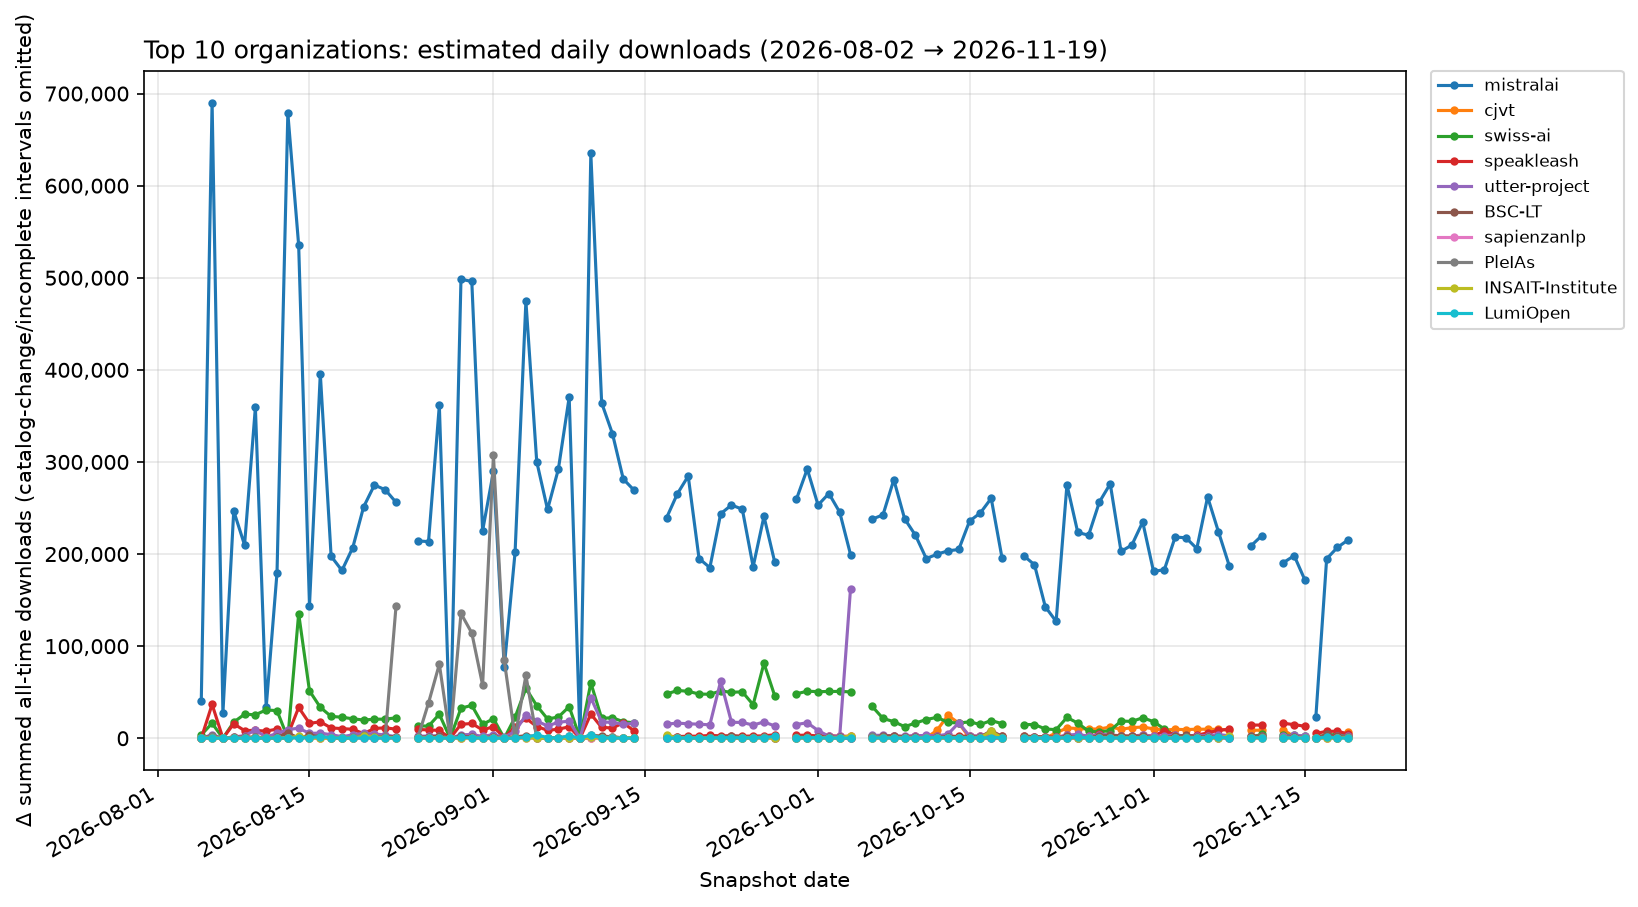 Top 10 organizations: estimated daily downloads (2026-08-02 → 2026-11-19)
Δ summed all-time downloads (catalog-change/incomplete intervals omitted)
700,000
600,000
500,000
400,000
300,000
200,000
100,000
0
2026-08-01
2026-08-15
2026-09-01
2026-09-15
2026-10-01
2026-10-15
2026-11-01
2026-11-15
Snapshot date
mistralai
cjvt
swiss-ai
speakleash
utter-project
BSC-LT
sapienzanlp
PleIAs
INSAIT-Institute
LumiOpen